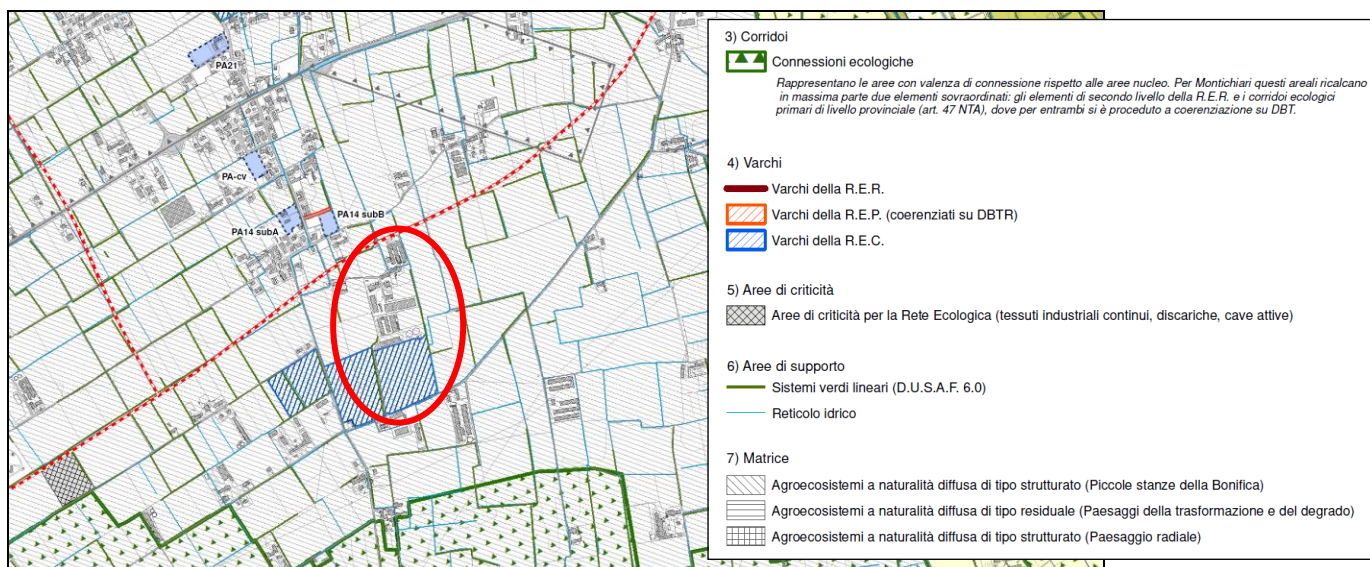 PA21
PA-cv
PA14 subA
PA14 subB
3) Corridoi
Connessioni ecologiche
Rappresentano le aree con valenza di connessione rispetto alle aree nucleo. Per Montichiari questi areali ricalcano
in massima parte due elementi sovraordinati: gli elementi di secondo livello della R.E.R. e i corridoi ecologici
primari di livello provinciale (art. 47 NTA), dove per entrambi si è proceduto a coerenziazione su DBT.
4) Varchi
Varchi della R.E.R.
Varchi della R.E.P. (coerenziati su DBTR)
Varchi della R.E.C.
5) Aree di criticità
Aree di criticità per la Rete Ecologica (tessuti industriali continui, discariche, cave attive)
6) Aree di supporto
Sistemi verdi lineari (D.U.S.A.F. 6.0)
Reticolo idrico
7) Matrice
Agroecosistemi a naturalità diffusa di tipo strutturato (Piccole stanze della Bonifica)
Agroecosistemi a naturalità diffusa di tipo residuale (Paesaggi della trasformazione e del degrado)
Agroecosistemi a naturalità diffusa di tipo strutturato (Paesaggio radiale)